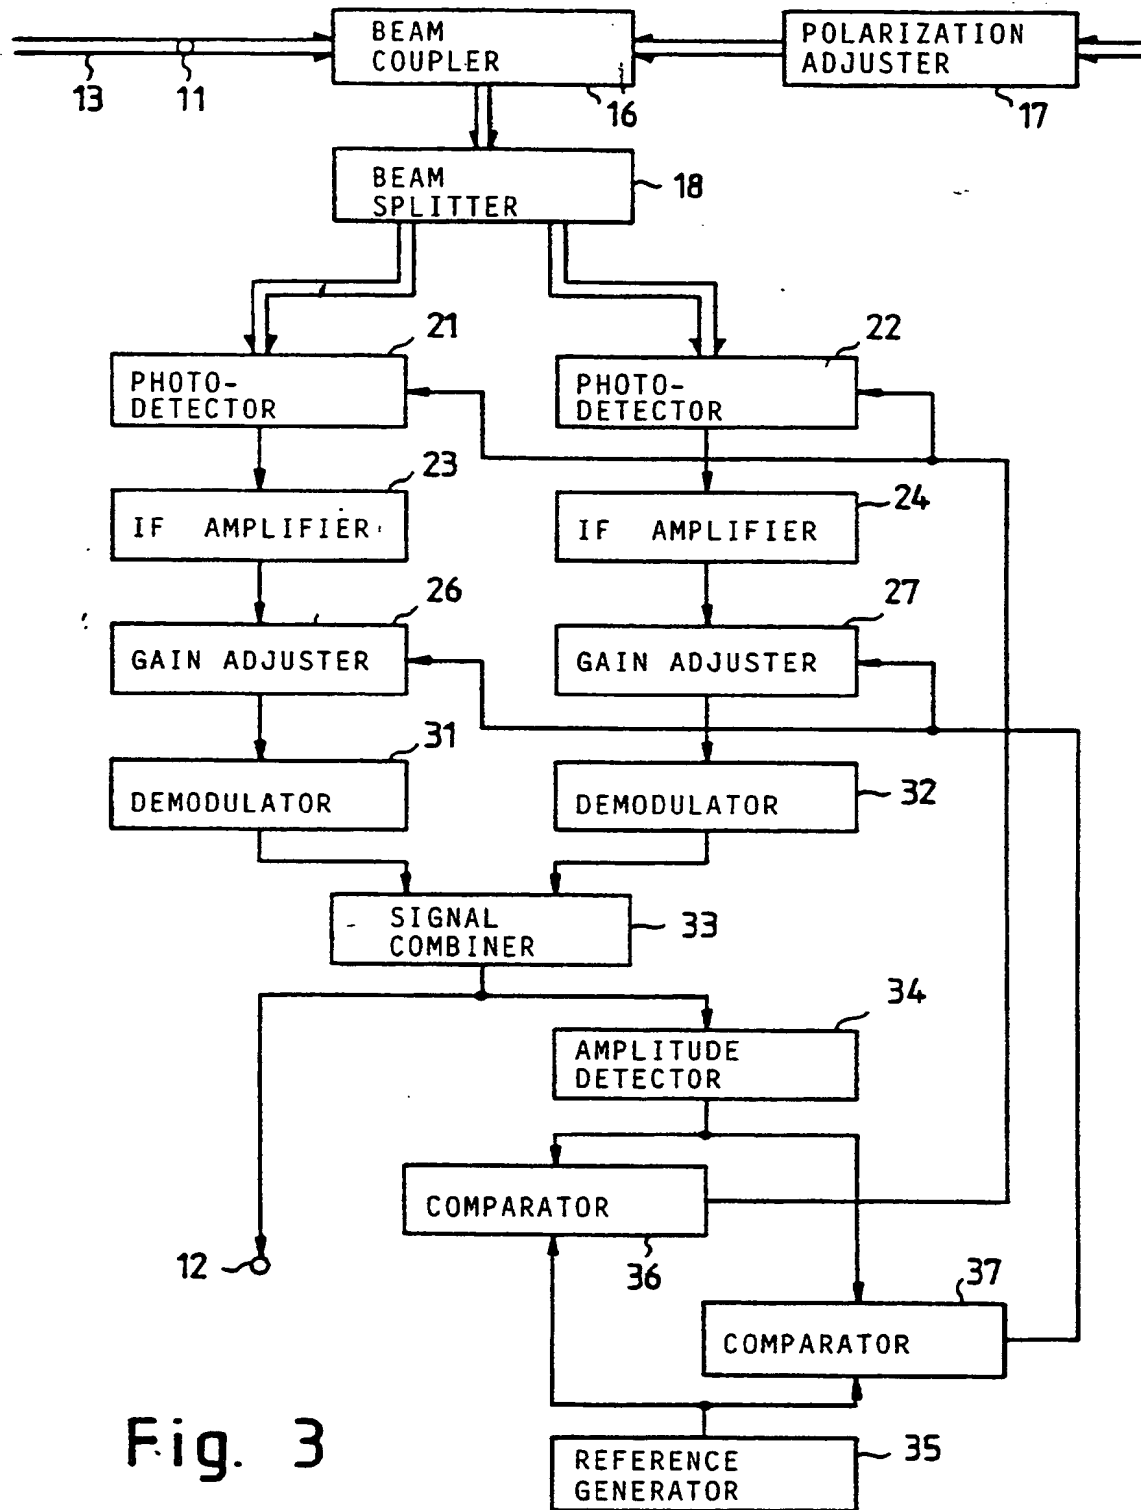 BEAM
COUPLER
POLARIZATION
ADJUSTER
13
11
16
17
BEAM
SPLITTER
18
21
22
PHOTO-
DETECTOR
PHOTO-
DETECTOR
23
24
IF AMPLIFIER
IF AMPLIFIER
26
27
GAIN ADJUSTER
GAIN ADJUSTER
31
32
DEMODULATOR
DEMODULATOR
SIGNAL
COMBINER
33
34
AMPLITUDE
DETECTOR
COMPARATOR
12
36
37
COMPARATOR
Fig. 3
REFERENCE
GENERATOR
35